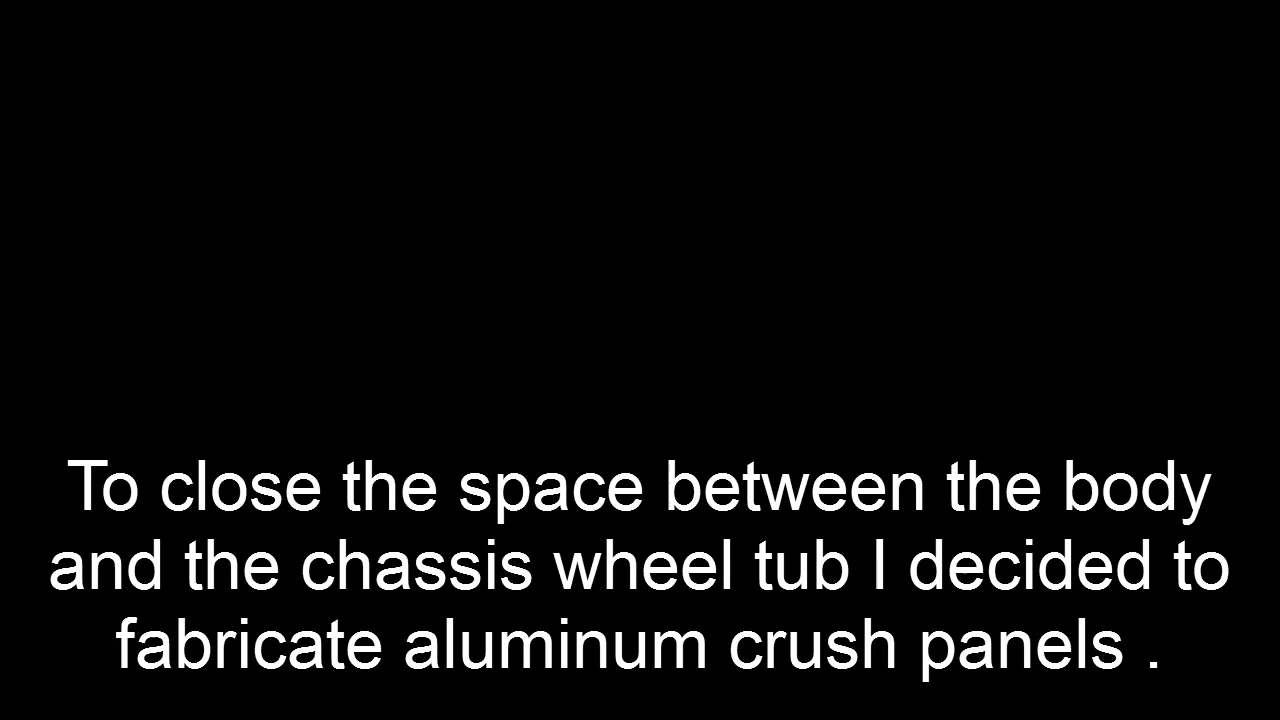 To close the space between the body
and the chassis wheel tub I decided to
fabricate aluminum crush panels .